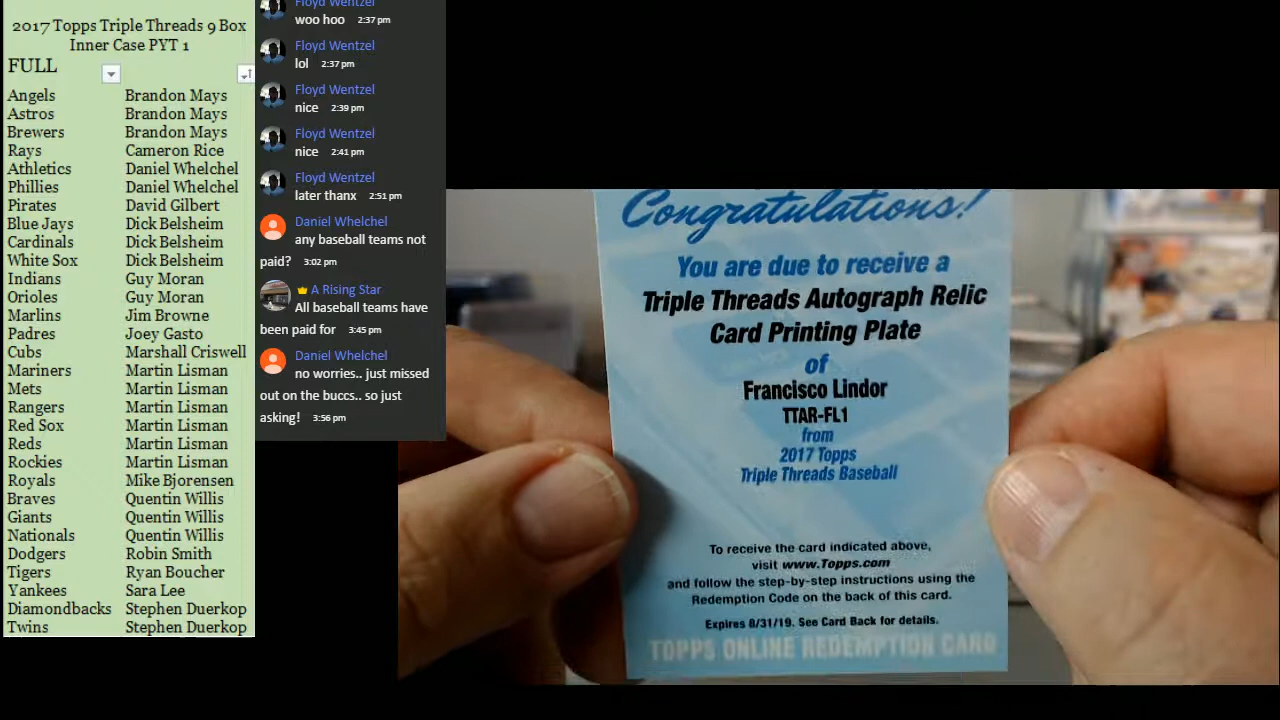 2017 Topps Triple Threads 9 Box
Inner Case PYT 1
FULL
Angels Brandon Mays
Astros Brandon Mays
Brewers Brandon Mays
Rays Cameron Rice
Athletics Daniel Whelchel
Phillies Daniel Whelchel
Pirates David Gilbert
Blue Jays Dick Belsheim
Cardinals Dick Belsheim
White Sox Dick Belsheim
Indians Guy Moran
Orioles Guy Moran
Marlins Jim Browne
Padres Joey Gasto
Cubs Marshall Criswell
Mariners Martin Lisman
Mets Martin Lisman
Rangers Martin Lisman
Red Sox Martin Lisman
Reds Martin Lisman
Rockies Martin Lisman
Royals Mike Bjorensen
Braves Quentin Willis
Giants Quentin Willis
Nationals Quentin Willis
Dodgers Robin Smith
Tigers Ryan Boucher
Yankees Sara Lee
Diamondbacks Stephen Duerkop
Twins Stephen Duerkop
Floyd Wentzel
woo hoo 2:37 pm
Floyd Wentzel
lol 2:37 pm
Floyd Wentzel
nice 2:39 pm
Floyd Wentzel
nice 2:41 pm
Floyd Wentzel
later thanx 2:51 pm
Daniel Whelchel
any baseball teams not
paid? 3:02 pm
A Rising Star
All baseball teams have
been paid for 3:45 pm
Daniel Whelchel
no worries.. just missed
out on the buccs.. so just
asking! 3:56 pm
Congratulations!
You are due to receive a
Triple Threads Autograph Relic
Card Printing Plate
of
Francisco Lindor
TTAR-FL1
from
2017 Topps
Triple Threads Baseball
To receive the card indicated above,
visit www.Topps.com
and follow the step-by-step instructions using the
Redemption Code on the back of this card.
Expires 8/31/19. See Card Back for details.
TOPPS ONLINE REDEMPTION CARD